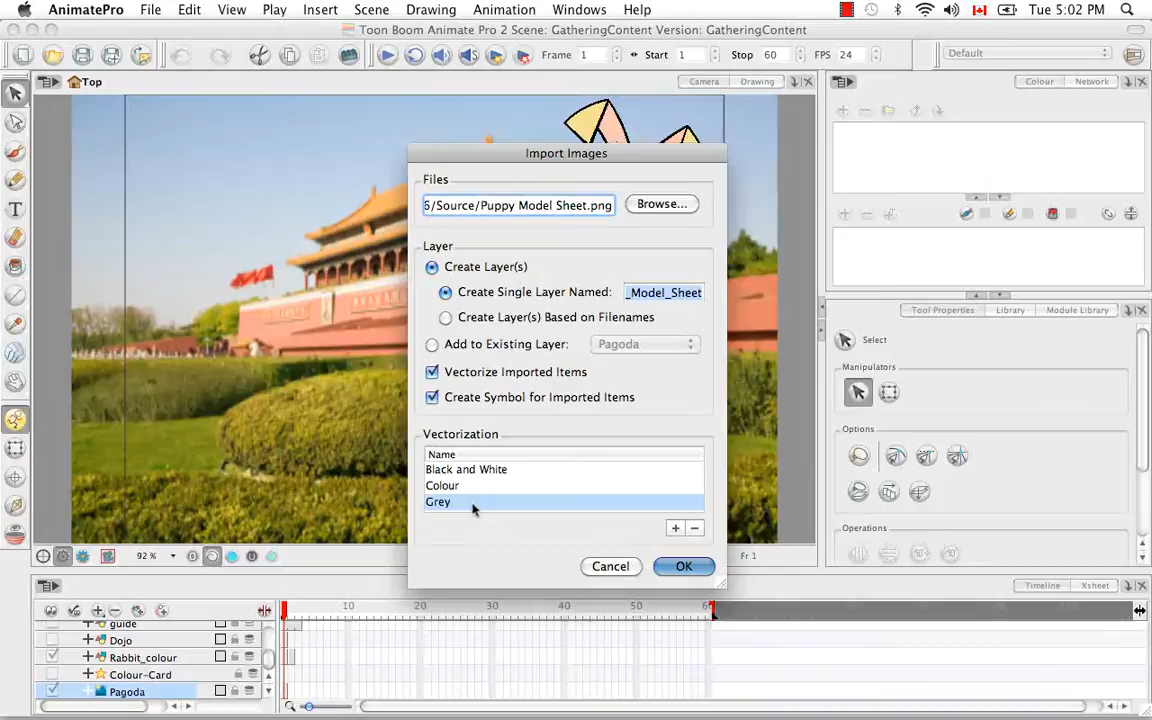 AnimatePro File Edit View Play Insert Scene Drawing Animation Windows Help Tue 5:02 PM
Toon Boom Animate Pro 2 Scene: GatheringContent Version: GatheringContent
Frame 1 Start 1 Stop 60 FPS 24 Default
Top Camera Drawing Colour Network
Import Images
Files
6/Source/Puppy Model Sheet.png Browse...
Layer
Create Layer(s)
Create Single Layer Named: _Model_Sheet
Create Layer(s) Based on Filenames
Add to Existing Layer: Pagoda
Vectorize Imported Items
Create Symbol for Imported Items
Vectorization
Name
Black and White
Colour
Grey
Cancel OK
Tool Properties Library Module Library
Select
Manipulators
Options
Operations
92 % Fr 1
Timeline Xsheet
10 20 30 40 50 60
guide
Dojo
Rabbit_colour
Colour-Card
Pagoda